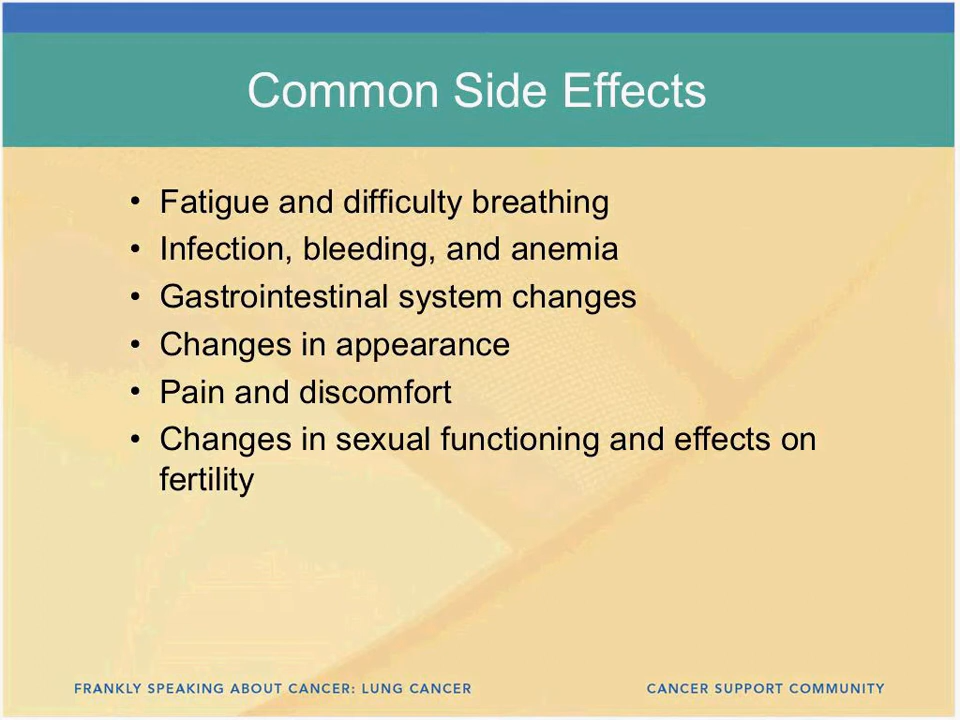 Common Side Effects
• Fatigue and difficulty breathing
• Infection, bleeding, and anemia
• Gastrointestinal system changes
• Changes in appearance
• Pain and discomfort
• Changes in sexual functioning and effects on
fertility
FRANKLY SPEAKING ABOUT CANCER: LUNG CANCER
CANCER SUPPORT COMMUNITY